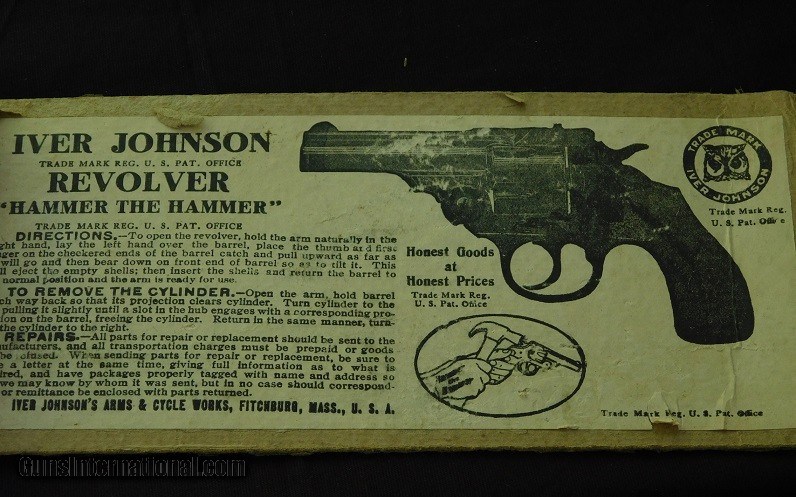 IVER JOHNSON
TRADE MARK REG. U. S. PAT. OFFICE
REVOLVER
"HAMMER THE HAMMER"
TRADE MARK REG. U. S. PAT. OFFICE
DIRECTIONS.—To open the revolver, hold the arm naturally in the
ght hand, lay the left hand over the barrel, place the thumb and first
nger on the checkered ends of the barrel catch and pull upward as far as
will go and then bear down on front end of barrel so as to tilt it. This
ll eject the empty shells; then insert the shells and return the barrel to
normal position and the arm is ready for use.
TO REMOVE THE CYLINDER.—Open the arm, hold barrel
ch way back so that its projection clears cylinder. Turn cylinder to the
pulling it slightly until a slot in the hub engages with a corresponding pro-
ion on the barrel, freeing the cylinder. Return in the same manner, turn-
the cylinder to the right.
REPAIRS.—All parts for repair or replacement should be sent to the
nufacturers, and all transportation charges must be prepaid or goods
be refused. When sending parts for repair or replacement, be sure to
e a letter at the same time, giving full information as to what is
ired, and have packages properly tagged with name and address so
we may know by whom it was sent, but in no case should correspond-
or remittance be enclosed with parts returned.
IVER JOHNSON'S ARMS & CYCLE WORKS, FITCHBURG, MASS., U. S. A.
Honest Goods
at
Honest Prices
Trade Mark Reg.
U. S. Pat. Office
Hammer
the
Hammer
TRADE MARK
IVER JOHNSON
Trade Mark Reg.
U. S. Pat. Office
Trade Mark Reg. U. S. Pat. Office
GunsInternational.com